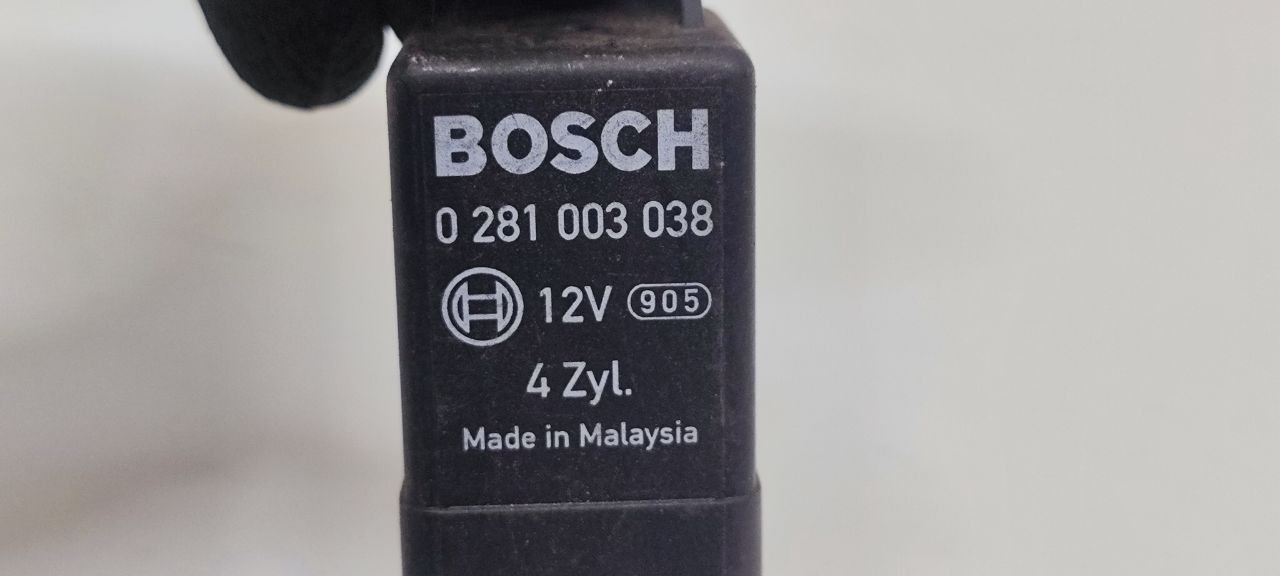 BOSCH
0 281 003 038
12V 905
4 Zyl.
Made in Malaysia